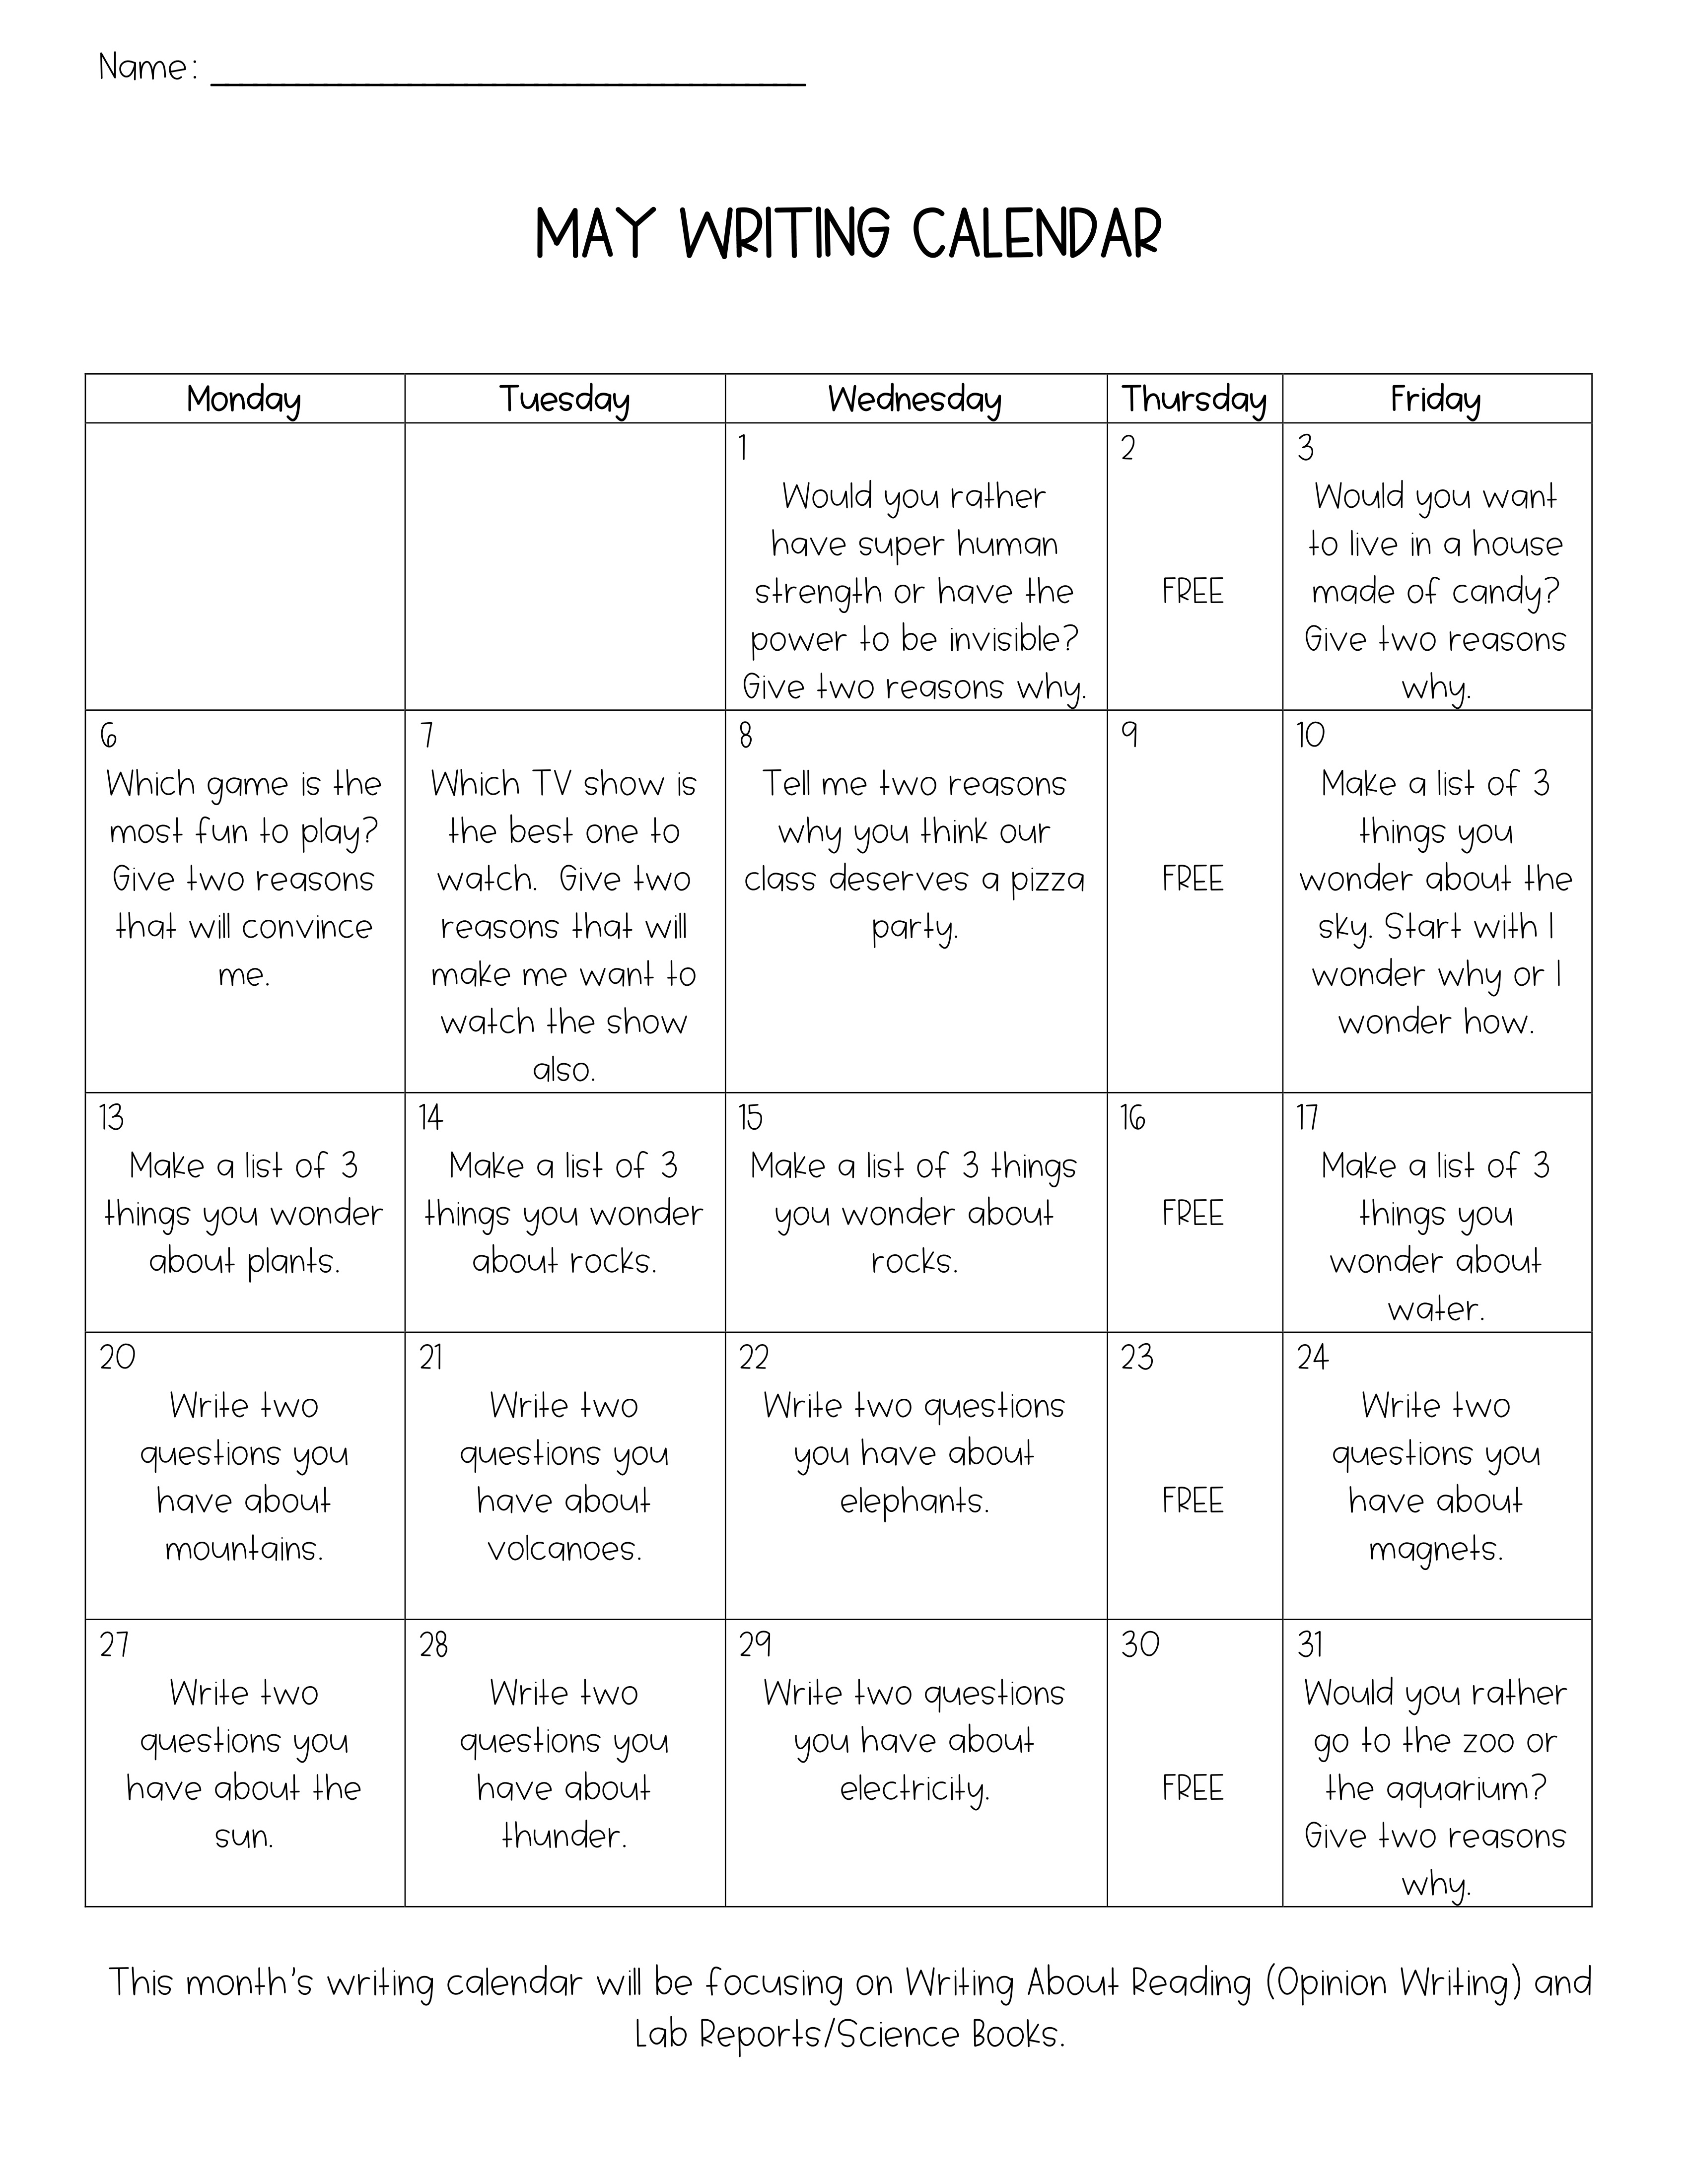 Name: ______________________________
MAY WRITING CALENDAR
Monday
Tuesday
Wednesday
Thursday
Friday
1
Would you rather
have super human
strength or have the
power to be invisible?
Give two reasons why.
2
FREE
3
Would you want
to live in a house
made of candy?
Give two reasons
why.
6
Which game is the
most fun to play?
Give two reasons
that will convince
me.
7
Which TV show is
the best one to
watch.  Give two
reasons that will
make me want to
watch the show
also.
8
Tell me two reasons
why you think our
class deserves a pizza
party.
9
FREE
10
Make a list of 3
things you
wonder about the
sky. Start with I
wonder why or I
wonder how.
13
Make a list of 3
things you wonder
about plants.
14
Make a list of 3
things you wonder
about rocks.
15
Make a list of 3 things
you wonder about
rocks.
16
FREE
17
Make a list of 3
things you
wonder about
water.
20
Write two
questions you
have about
mountains.
21
Write two
questions you
have about
volcanoes.
22
Write two questions
you have about
elephants.
23
FREE
24
Write two
questions you
have about
magnets.
27
Write two
questions you
have about the
sun.
28
Write two
questions you
have about
thunder.
29
Write two questions
you have about
electricity.
30
FREE
31
Would you rather
go to the zoo or
the aquarium?
Give two reasons
why.
This month's writing calendar will be focusing on Writing About Reading (Opinion Writing) and
Lab Reports/Science Books.